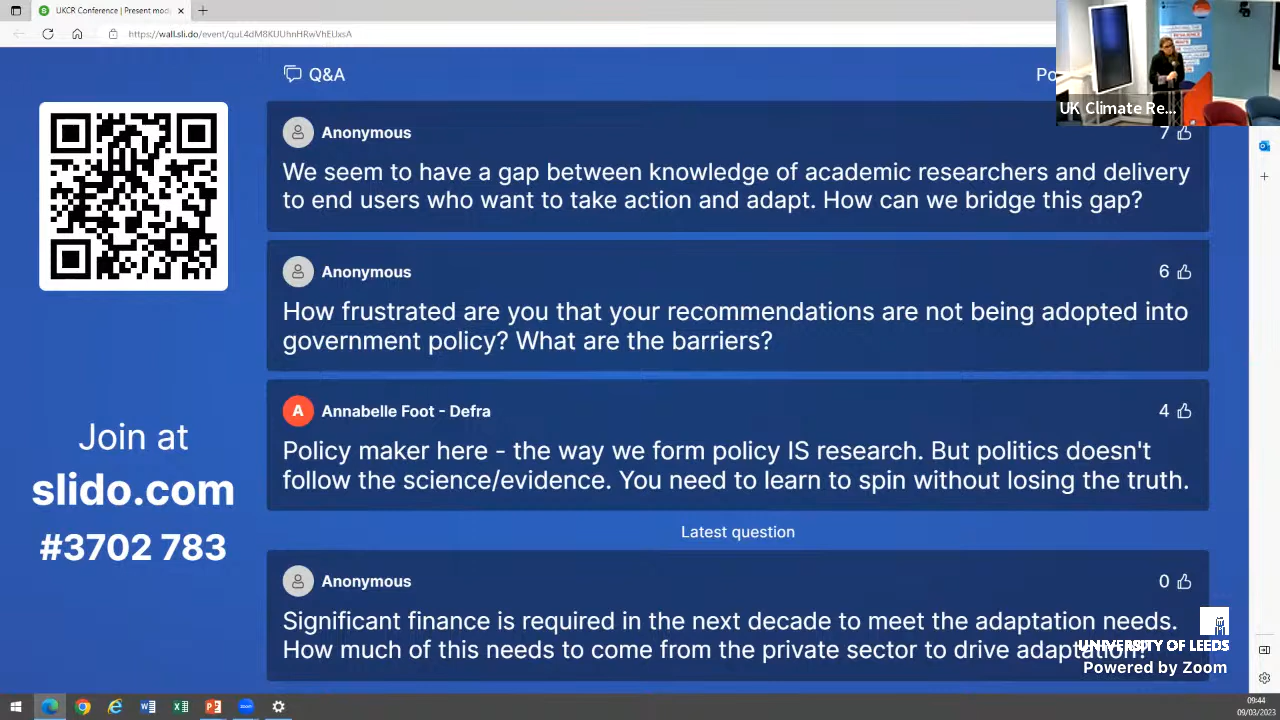 UKCR Conference | Present mod
https://wall.sli.do/event/quL4dM8KUUhnHRwVhEUxsA
Q&A
Po
UK Climate Re...
Anonymous
7
We seem to have a gap between knowledge of academic researchers and delivery
to end users who want to take action and adapt. How can we bridge this gap?
Anonymous
6
How frustrated are you that your recommendations are not being adopted into
government policy? What are the barriers?
A
Annabelle Foot - Defra
4
Policy maker here - the way we form policy IS research. But politics doesn't
follow the science/evidence. You need to learn to spin without losing the truth.
Join at
slido.com
#3702 783
Latest question
Anonymous
0
Significant finance is required in the next decade to meet the adaptation needs.
How much of this needs to come from the private sector to drive adaptation?
UNIVERSITY OF LEEDS
Powered by Zoom
09:44
09/03/2023